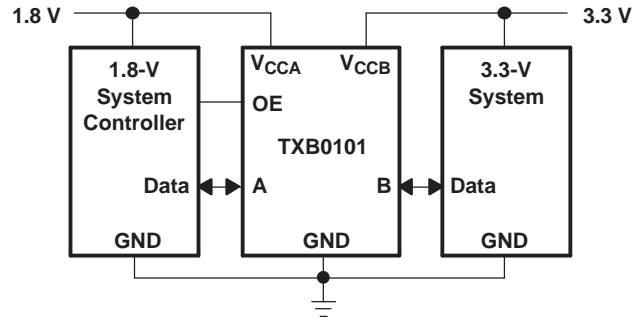 1.8 V
3.3 V
1.8-V
System
Controller
Data
GND
VCCA
VCCB
OE
TXB0101
A
B
GND
3.3-V
System
Data
GND